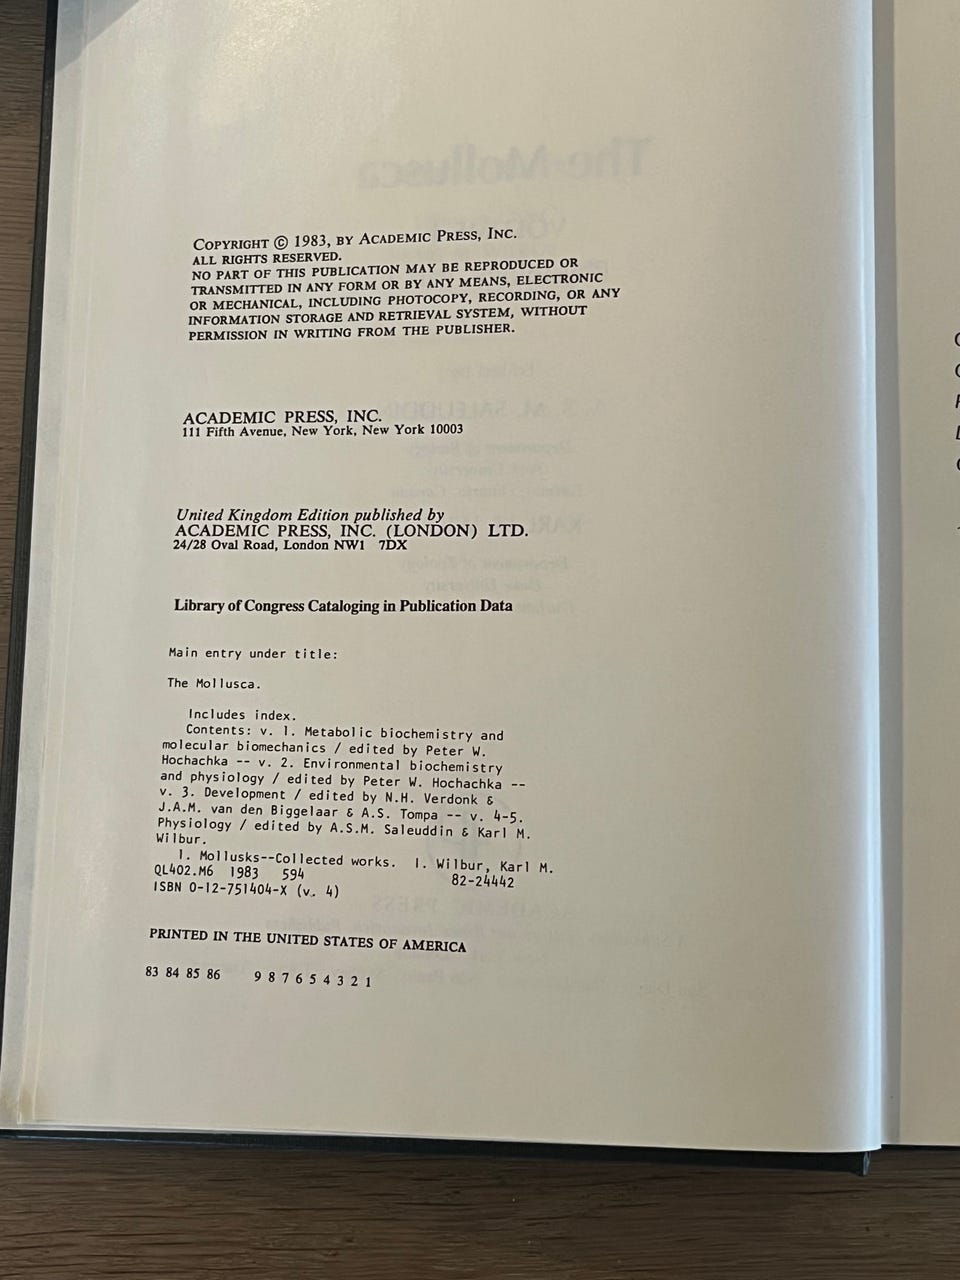 COPYRIGHT © 1983, BY ACADEMIC PRESS, INC.
ALL RIGHTS RESERVED.
NO PART OF THIS PUBLICATION MAY BE REPRODUCED OR
TRANSMITTED IN ANY FORM OR BY ANY MEANS, ELECTRONIC
OR MECHANICAL, INCLUDING PHOTOCOPY, RECORDING, OR ANY
INFORMATION STORAGE AND RETRIEVAL SYSTEM, WITHOUT
PERMISSION IN WRITING FROM THE PUBLISHER.
ACADEMIC PRESS, INC.
111 Fifth Avenue, New York, New York 10003
United Kingdom Edition published by
ACADEMIC PRESS, INC. (LONDON) LTD.
24/28 Oval Road, London NW1 7DX
Library of Congress Cataloging in Publication Data
Main entry under title:
The Mollusca.
Includes index.
Contents: v. 1. Metabolic biochemistry and
molecular biomechanics / edited by Peter W.
Hochachka -- v. 2. Environmental biochemistry
and physiology / edited by Peter W. Hochachka --
v. 3. Development / edited by N.H. Verdonk &
J.A.M. van den Biggelaar & A.S. Tompa -- v. 4-5.
Physiology / edited by A.S.M. Saleuddin & Karl M.
Wilbur.
1. Mollusks--Collected works. I. Wilbur, Karl M.
QL402.M6 1983 594 82-24442
ISBN 0-12-751404-X (v. 4)
PRINTED IN THE UNITED STATES OF AMERICA
83 84 85 86 9 8 7 6 5 4 3 2 1